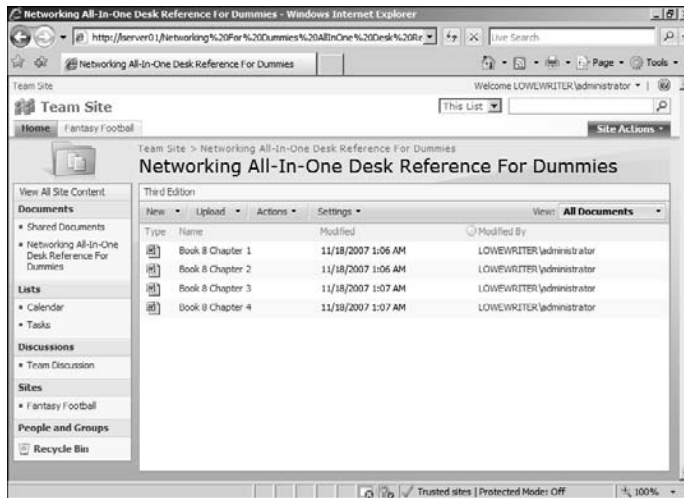 Networking All-In-One Desk Reference For Dummies - Windows Internet Explorer
http://lserver01/Networking%20For%20Dummies%20AllInOne%20Desk%20Re
Live Search
Networking All-In-One Desk Reference For Dummies
Page
Tools
Team Site
Welcome LOWEWRITER\administrator
Team Site
This List
Home
Fantasy Football
Site Actions
Team Site > Networking All-In-One Desk Reference For Dummies
Networking All-In-One Desk Reference For Dummies
View All Site Content
Third Edition
Documents
New
Upload
Actions
Settings
View: All Documents
Shared Documents
Networking All-In-One
Desk Reference For
Dummies
Lists
Calendar
Tasks
Discussions
Team Discussion
Sites
Fantasy Football
People and Groups
Recycle Bin
Type Name Modified Modified By
Book 8 Chapter 1 11/18/2007 1:06 AM LOWEWRITER\administrator
Book 8 Chapter 2 11/18/2007 1:06 AM LOWEWRITER\administrator
Book 8 Chapter 3 11/18/2007 1:07 AM LOWEWRITER\administrator
Book 8 Chapter 4 11/18/2007 1:07 AM LOWEWRITER\administrator
Trusted sites | Protected Mode: Off
100%